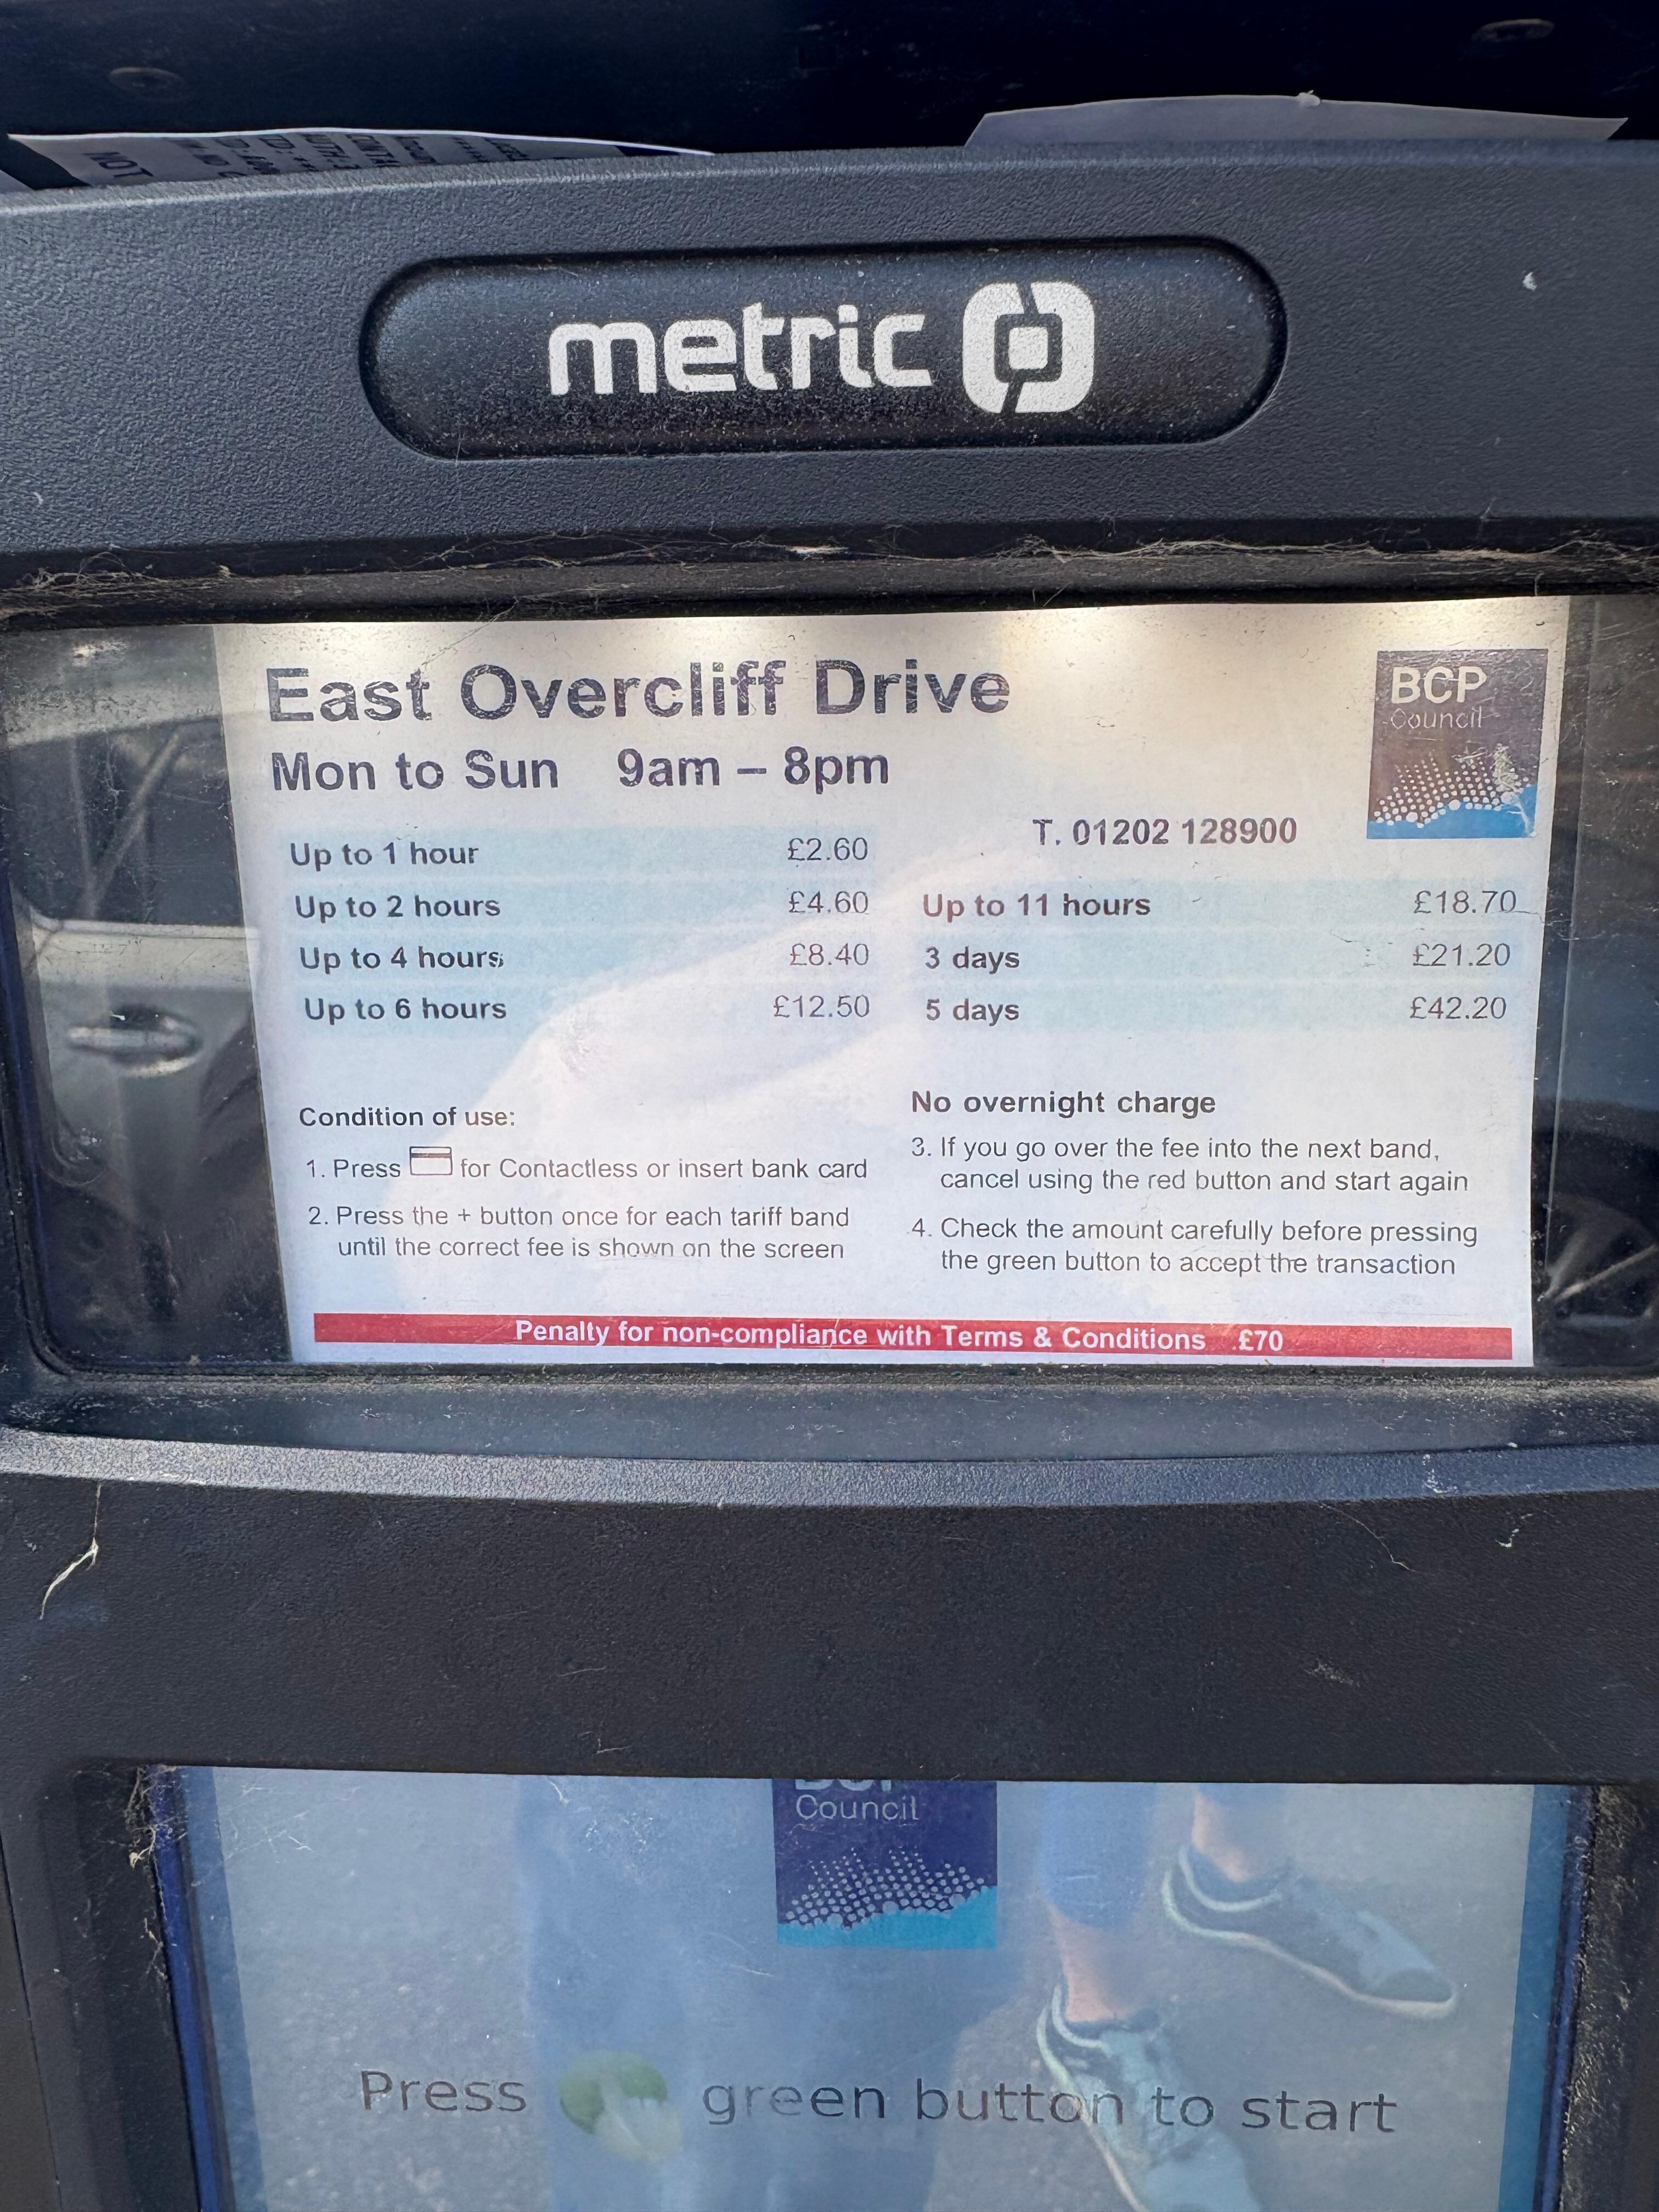 NOT
metric
East Overcliff Drive
BCP
Council
Mon to Sun 9am – 8pm
T. 01202 128900
Up to 1 hour £2.60
Up to 2 hours £4.60
Up to 4 hours £8.40
Up to 6 hours £12.50
Up to 11 hours £18.70
3 days £21.20
5 days £42.20
Condition of use:
1. Press for Contactless or insert bank card
2. Press the + button once for each tariff band
until the correct fee is shown on the screen
No overnight charge
3. If you go over the fee into the next band,
cancel using the red button and start again
4. Check the amount carefully before pressing
the green button to accept the transaction
Penalty for non-compliance with Terms & Conditions £70
Council
Press green button to start